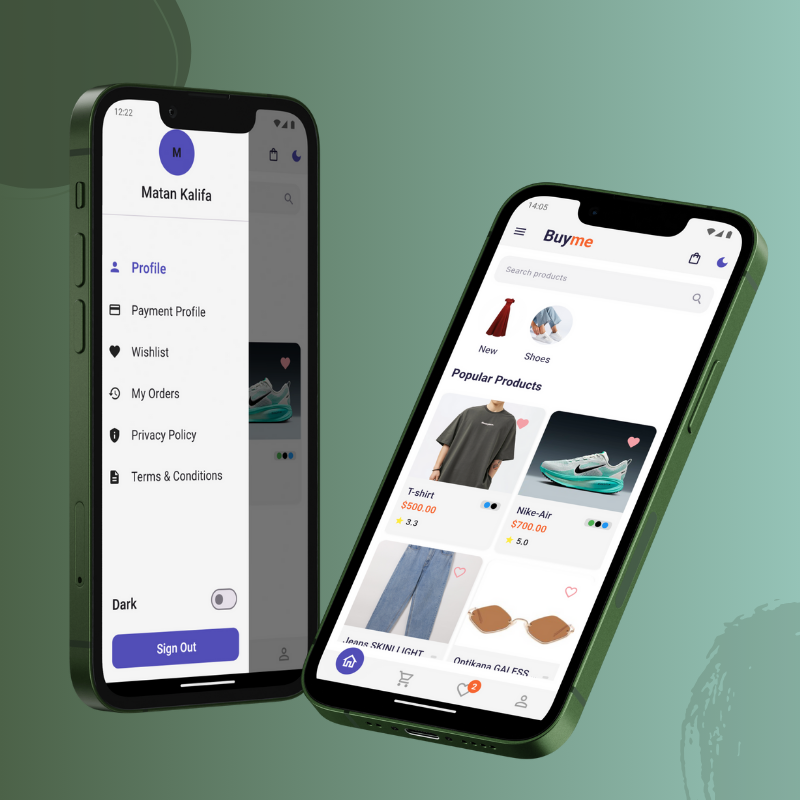 12:22
M
Matan Kalifa
Profile
Payment Profile
Wishlist
My Orders
Privacy Policy
Terms & Conditions
Dark
Sign Out
14:05
Buyme
Search products
New
Shoes
Popular Products
T-shirt
$500.00
3.3
Nike-Air
$700.00
5.0
Jeans SKINI LIGHT
Optikana GALESS
2